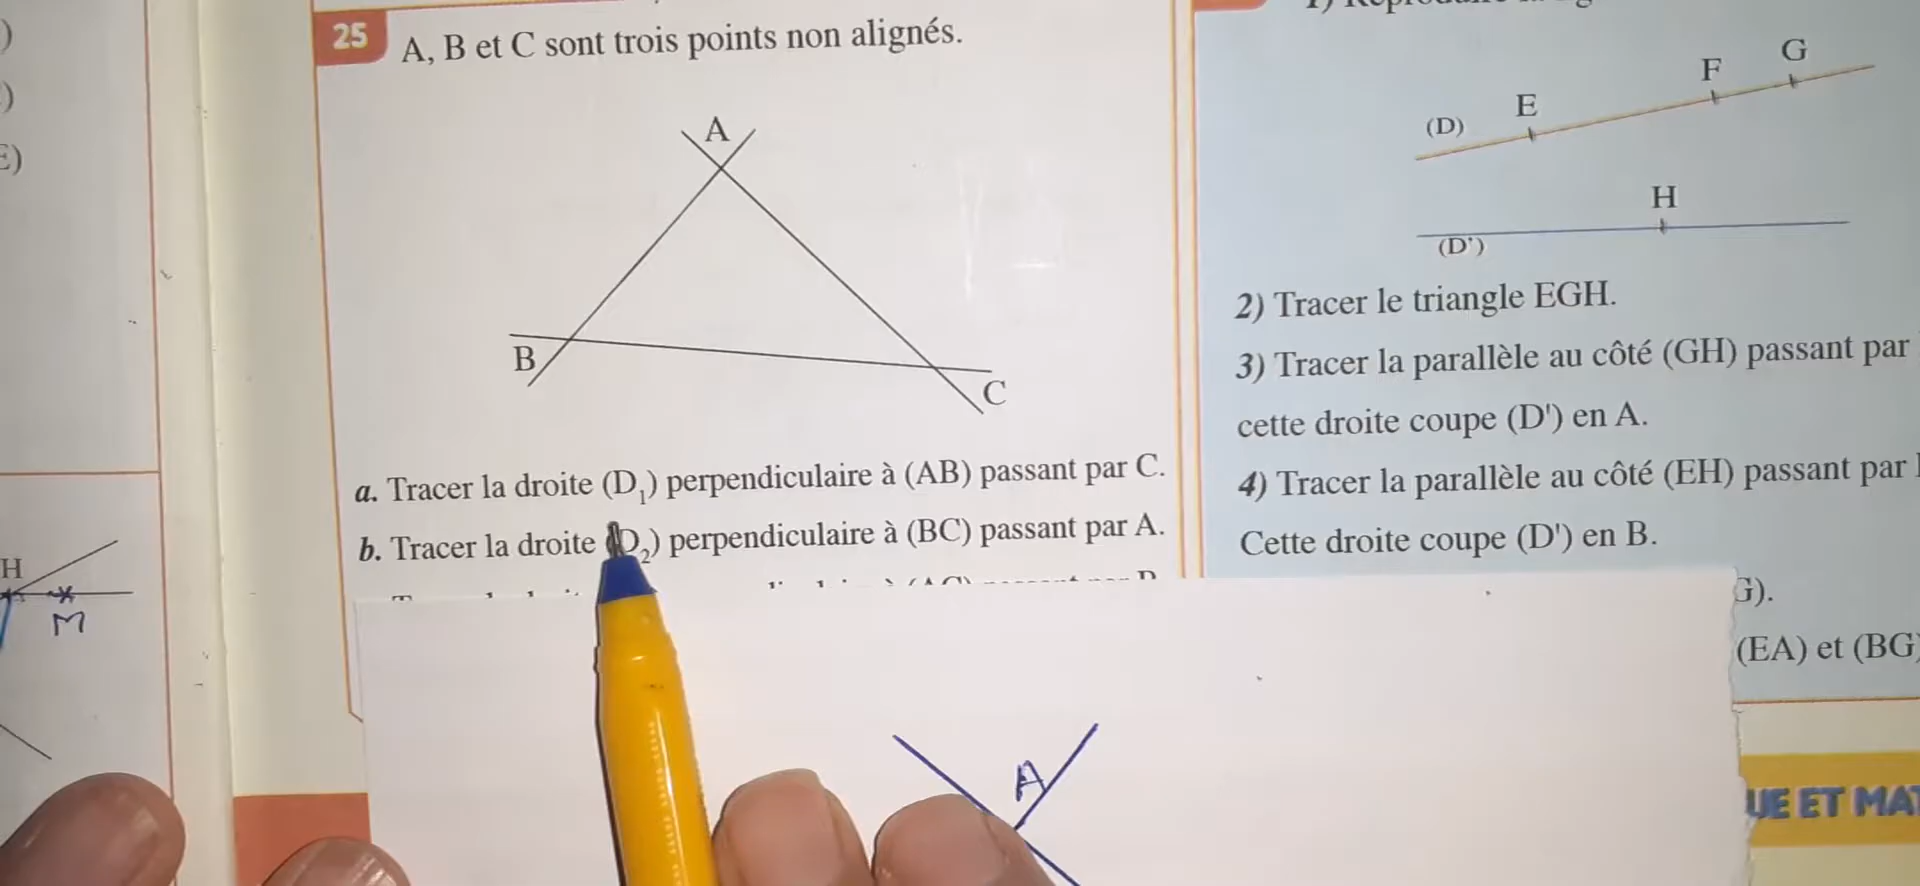 25 A, B et C sont trois points non alignés.
A
B
C
a. Tracer la droite (D₁) perpendiculaire à (AB) passant par C.
b. Tracer la droite (D₂) perpendiculaire à (BC) passant par A.
(D)
E
F
G
H
(D')
2) Tracer le triangle EGH.
3) Tracer la parallèle au côté (GH) passant par
cette droite coupe (D') en A.
4) Tracer la parallèle au côté (EH) passant par
Cette droite coupe (D') en B.
G).
(EA) et (BG)
UE ET MAT
H
M
E)
A